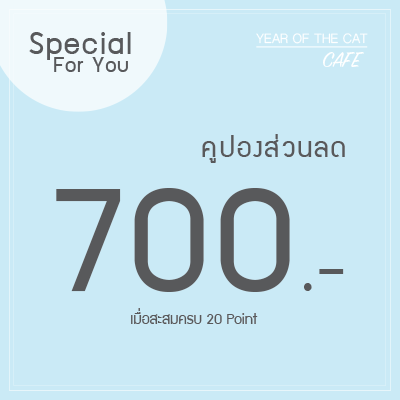 Special
For You
YEAR OF THE CAT
CAFE
คูปองส่วนลด
700.-
เมื่อสะสมครบ 20 Point